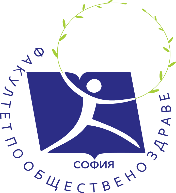 ФАКУЛТЕТ ПО ОБЩЕСТВЕНО ЗДРАВЕ
СОФИЯ